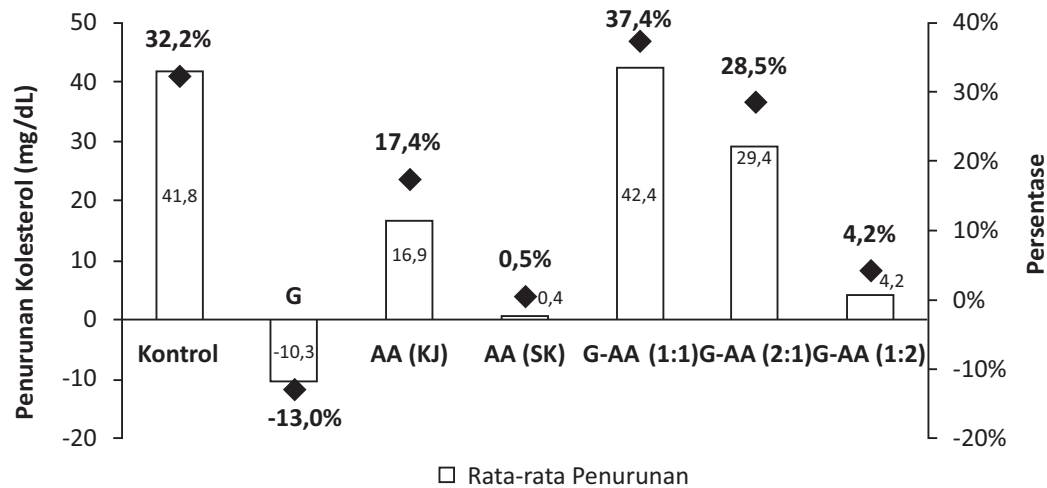 Penurunan Kolesterol (mg/dL)
50
40
30
20
10
0
-10
-20
32,2%
41,8
Kontrol
G
-10,3
-13,0%
17,4%
16,9
AA (KJ)
0,5%
0,4
AA (SK)
37,4%
42,4
G-AA (1:1)
28,5%
29,4
G-AA (2:1)
4,2%
4,2
G-AA (1:2)
40%
30%
20%
10%
0%
-10%
-20%
Persentase
Rata-rata Penurunan